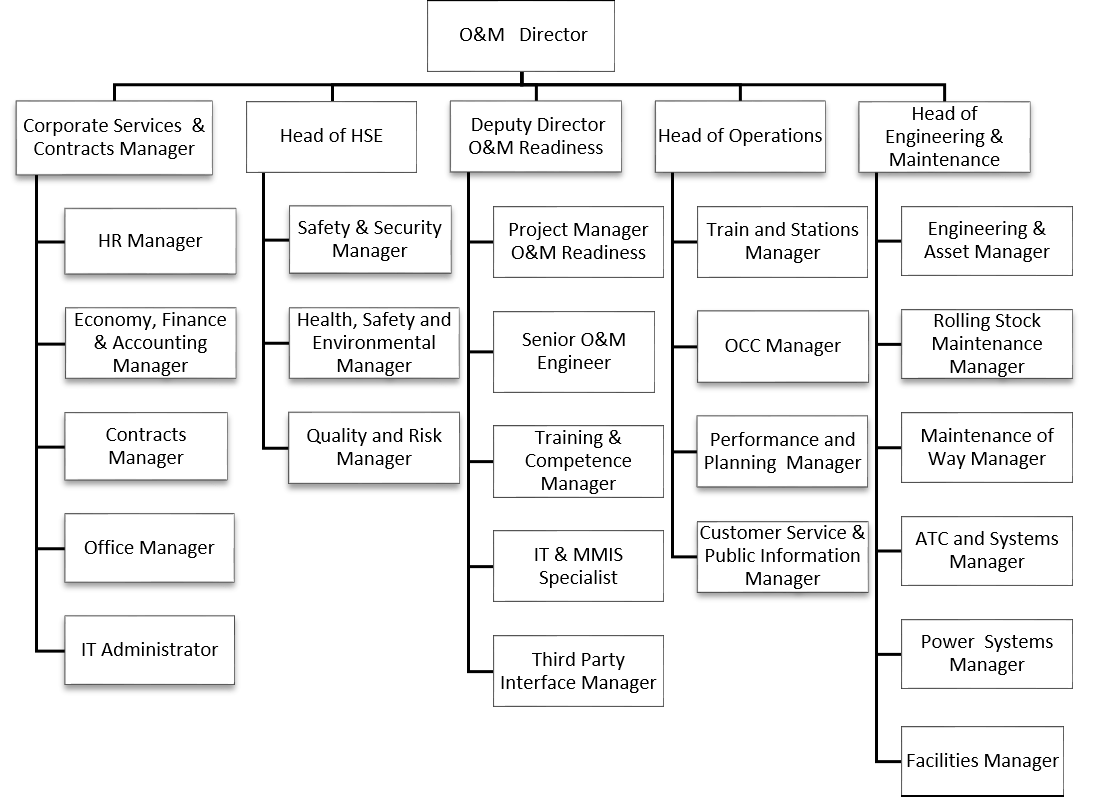 O&M Director
Corporate Services &
Contracts Manager
Head of HSE
Deputy Director
O&M Readiness
Head of Operations
Head of
Engineering &
Maintenance
HR Manager
Economy, Finance
& Accounting
Manager
Contracts
Manager
Office Manager
IT Administrator
Safety & Security
Manager
Health, Safety and
Environmental
Manager
Quality and Risk
Manager
Project Manager
O&M Readiness
Senior O&M
Engineer
Training &
Competence
Manager
IT & MMIS
Specialist
Third Party
Interface Manager
Train and Stations
Manager
OCC Manager
Performance and
Planning Manager
Customer Service &
Public Information
Manager
Engineering &
Asset Manager
Rolling Stock
Maintenance
Manager
Maintenance of
Way Manager
ATC and Systems
Manager
Power Systems
Manager
Facilities Manager